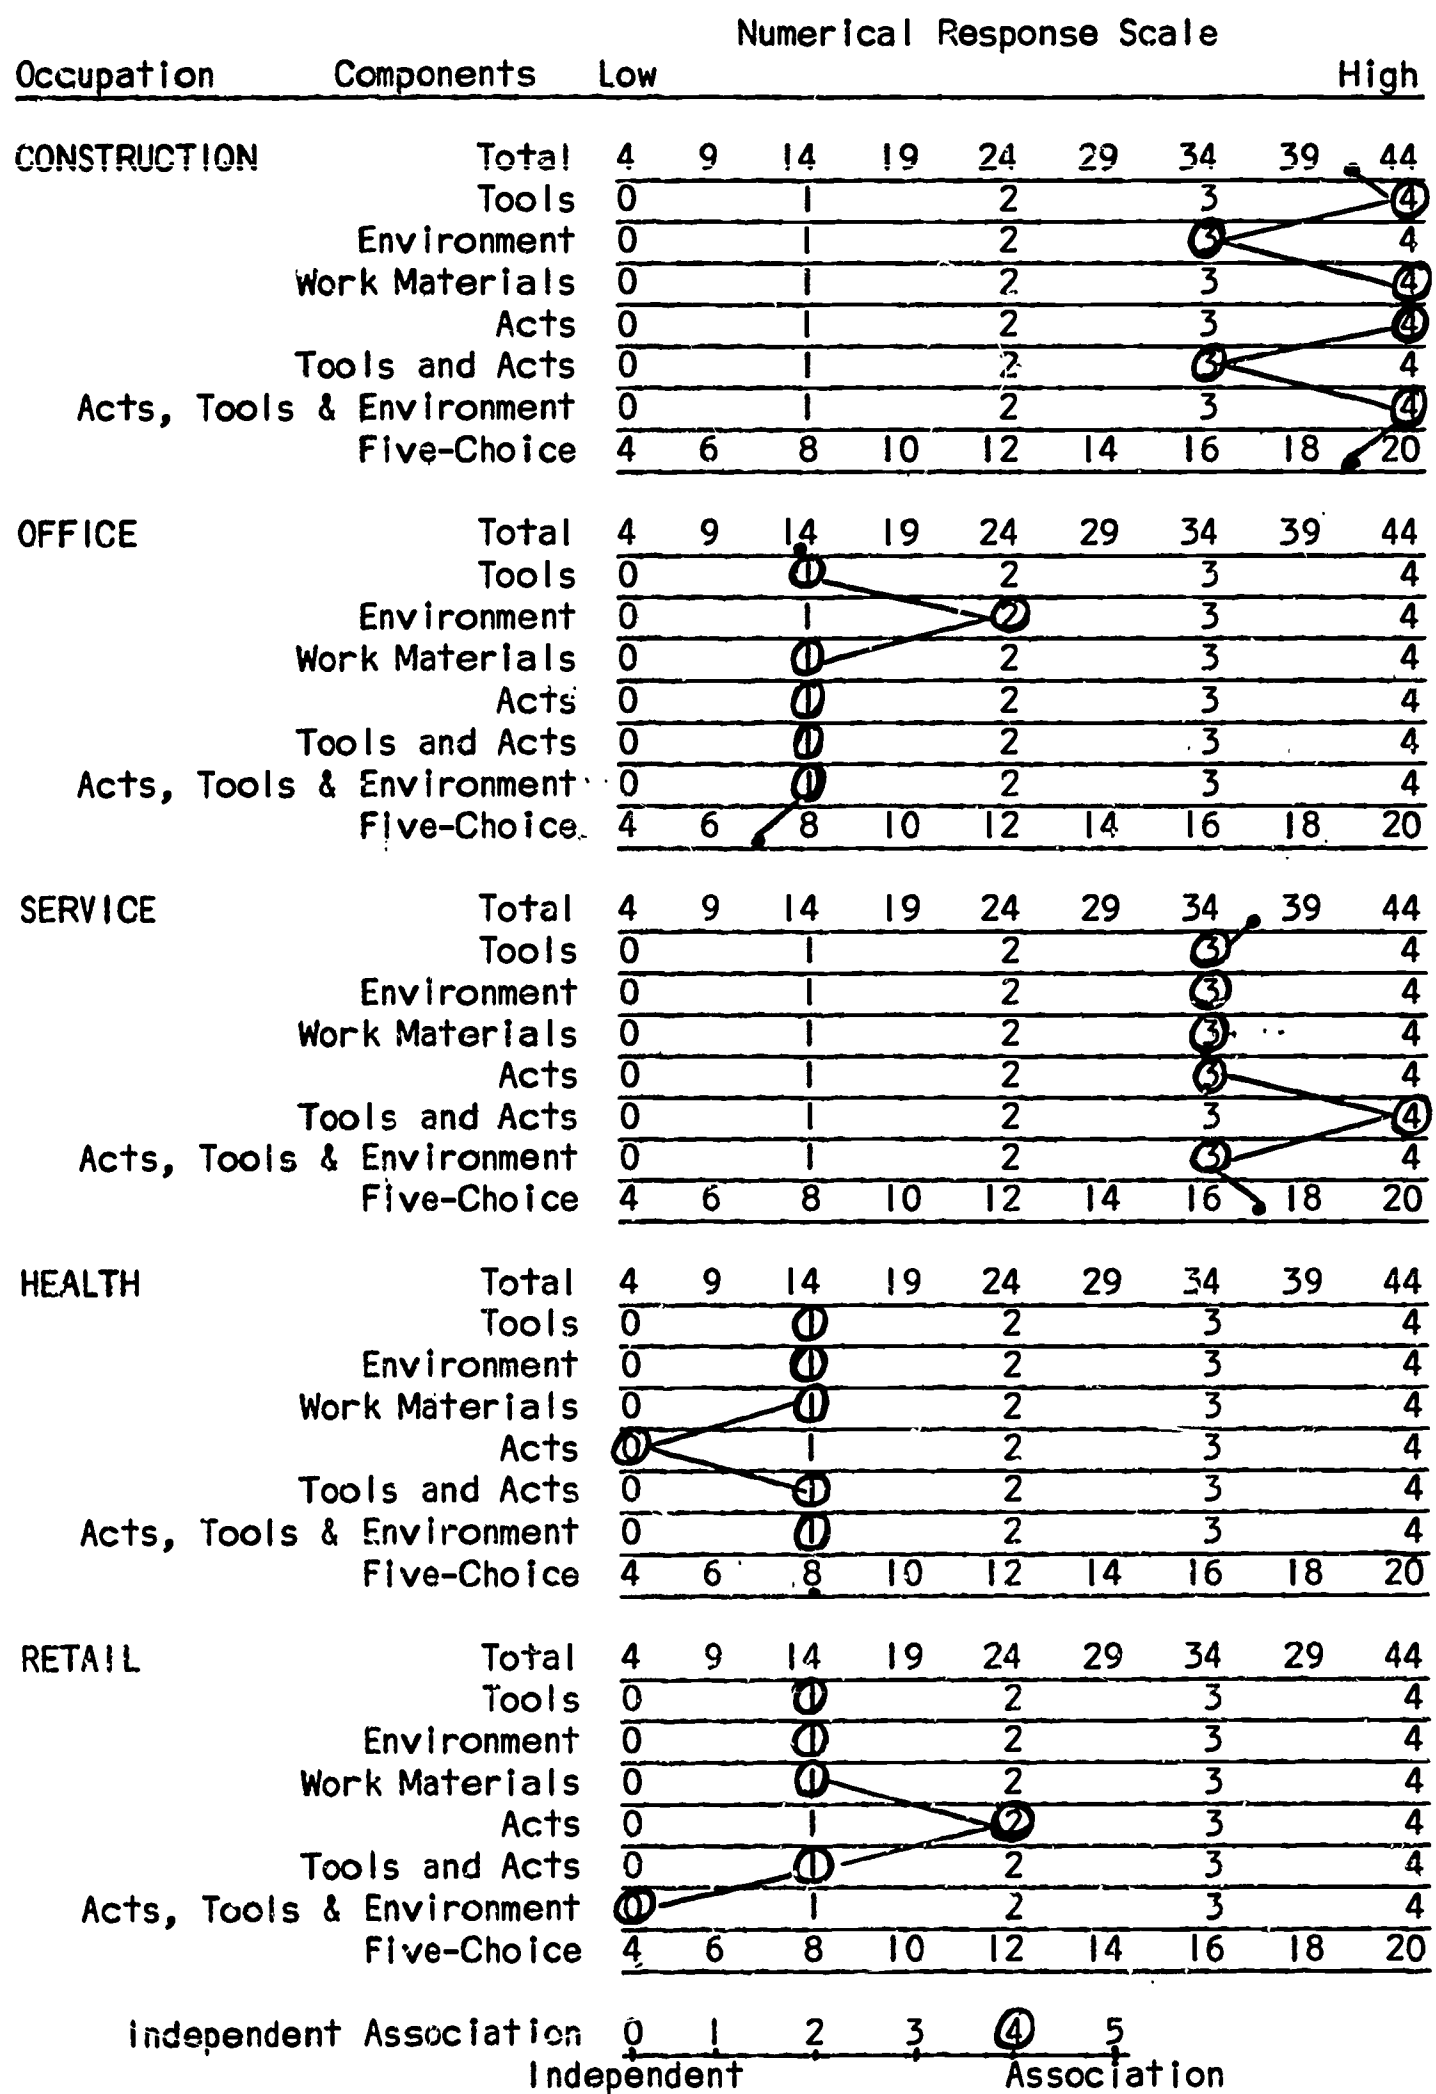 Numerical Response Scale
Occupation Components Low High
CONSTRUCTION Total 4 9 14 19 24 29 34 39 44
Tools 0 1 2 3 4
Environment 0 1 2 3 4
Work Materials 0 1 2 3 4
Acts 0 1 2 3 4
Tools and Acts 0 1 2 3 4
Acts, Tools & Environment 0 1 2 3 4
Five-Choice 4 6 8 10 12 14 16 18 20
OFFICE Total 4 9 14 19 24 29 34 39 44
Tools 0 1 2 3 4
Environment 0 1 2 3 4
Work Materials 0 1 2 3 4
Acts 0 1 2 3 4
Tools and Acts 0 1 2 3 4
Acts, Tools & Environment 0 1 2 3 4
Five-Choice 4 6 8 10 12 14 16 18 20
SERVICE Total 4 9 14 19 24 29 34 39 44
Tools 0 1 2 3 4
Environment 0 1 2 3 4
Work Materials 0 1 2 3 4
Acts 0 1 2 3 4
Tools and Acts 0 1 2 3 4
Acts, Tools & Environment 0 1 2 3 4
Five-Choice 4 6 8 10 12 14 16 18 20
HEALTH Total 4 9 14 19 24 29 34 39 44
Tools 0 1 2 3 4
Environment 0 1 2 3 4
Work Materials 0 1 2 3 4
Acts 0 1 2 3 4
Tools and Acts 0 1 2 3 4
Acts, Tools & Environment 0 1 2 3 4
Five-Choice 4 6 8 10 12 14 16 18 20
RETAIL Total 4 9 14 19 24 29 34 29 44
Tools 0 1 2 3 4
Environment 0 1 2 3 4
Work Materials 0 1 2 3 4
Acts 0 1 2 3 4
Tools and Acts 0 1 2 3 4
Acts, Tools & Environment 0 1 2 3 4
Five-Choice 4 6 8 10 12 14 16 18 20
Independent Association 0 1 2 3 4 5
Independent Association